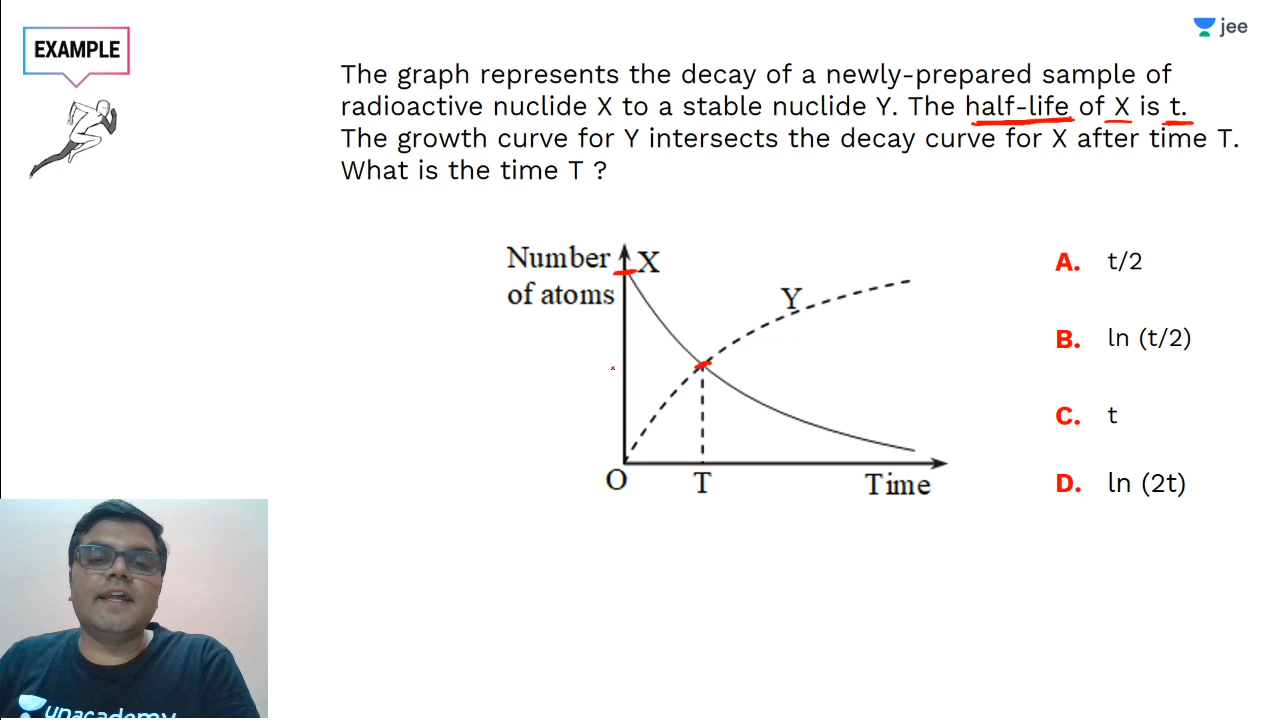 EXAMPLE
jee
The graph represents the decay of a newly-prepared sample of
radioactive nuclide X to a stable nuclide Y. The half-life of X is t.
The growth curve for Y intersects the decay curve for X after time T.
What is the time T ?
Number
of atoms
X
Y
O
T
Time
A. t/2
B. ln (t/2)
C. t
D. ln (2t)
unacademy